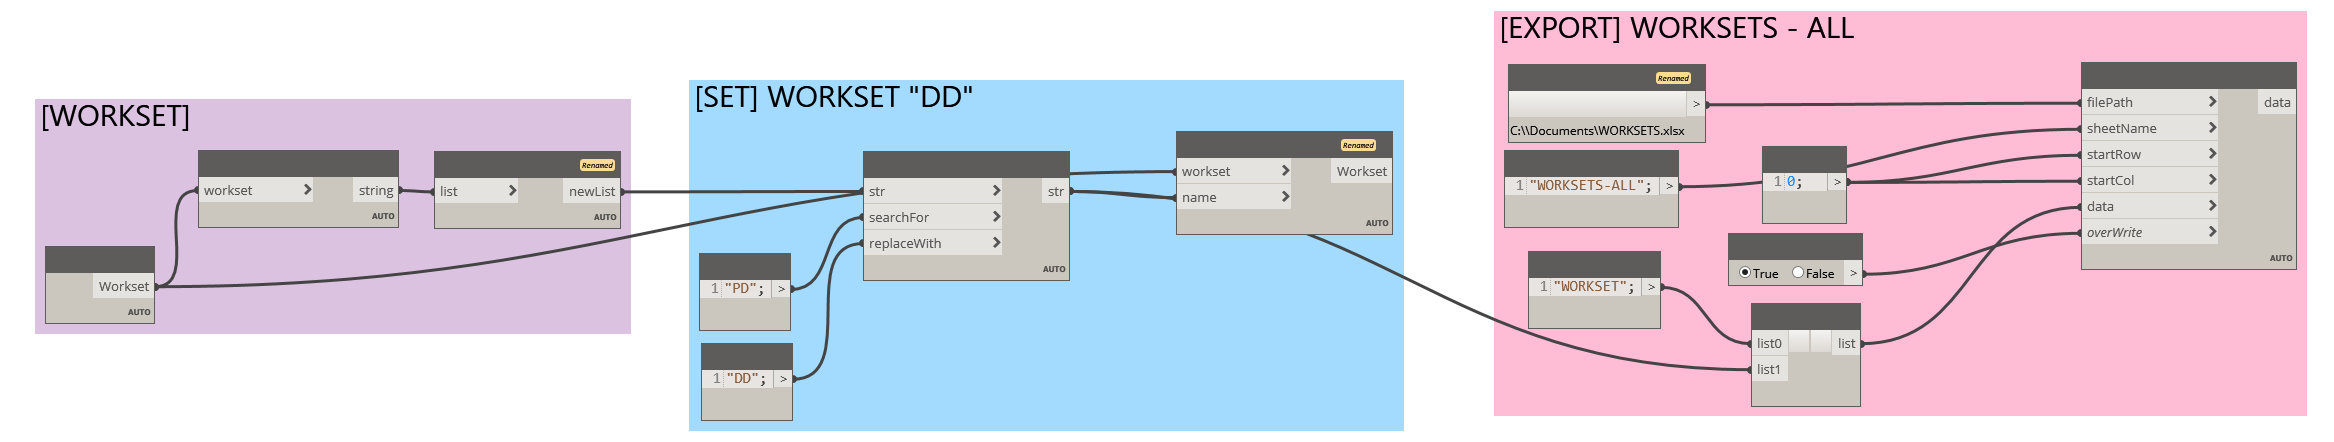 [WORKSET]
workset > string
AUTO
Renamed
list > newList
AUTO
Workset
AUTO
[SET] WORKSET "DD"
str > str
searchFor >
replaceWith >
AUTO
1 "PD"; >
1 "DD"; >
Renamed
workset > Workset
name >
AUTO
[EXPORT] WORKSETS - ALL
Renamed
>
C:\\Documents\WORKSETS.xlsx
1 "WORKSETS-ALL"; >
1 0; >
1 "WORKSET"; >
True False >
list0 list
list1
filePath > data
sheetName >
startRow >
startCol >
data >
overWrite >
AUTO